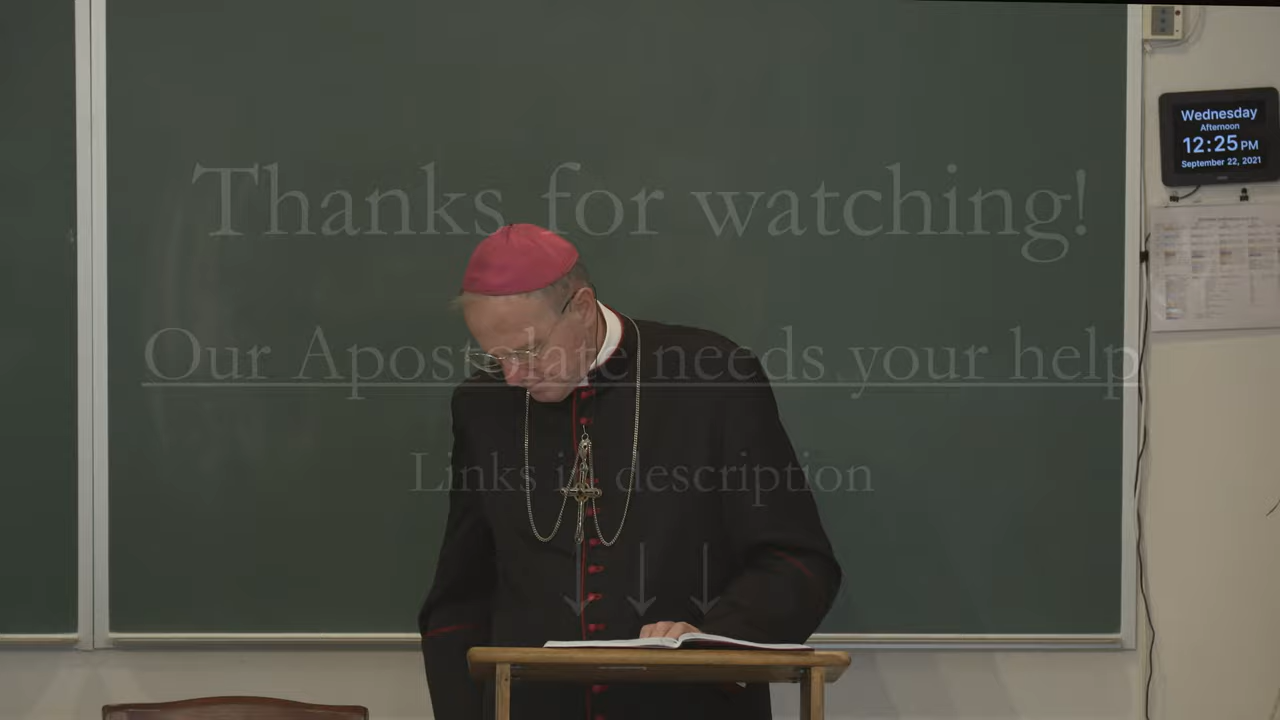 Thanks for watching!
Our Apostolate needs your help
Links in description
Wednesday
Afternoon
12:25 PM
September 22, 2021